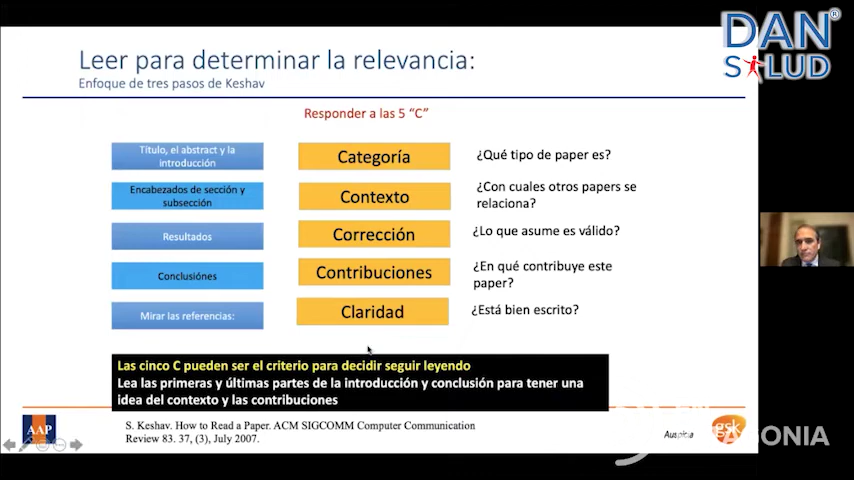 DAN
SALUD
Leer para determinar la relevancia:
Enfoque de tres pasos de Keshav
Responder a las 5 “C”
Título, el abstract y la introducción
Categoría
¿Qué tipo de paper es?
Encabezados de sección y subsección
Contexto
¿Con cuales otros papers se relaciona?
Resultados
Corrección
¿Lo que asume es válido?
Conclusiónes
Contribuciones
¿En qué contribuye este paper?
Mirar las referencias:
Claridad
¿Está bien escrito?
Las cinco C pueden ser el criterio para decidir seguir leyendo
Lea las primeras y últimas partes de la introducción y conclusión para tener una
idea del contexto y las contribuciones
AAP
S. Keshav. How to Read a Paper. ACM SIGCOMM Computer Communication
Review 83. 37, (3), July 2007.
gsk